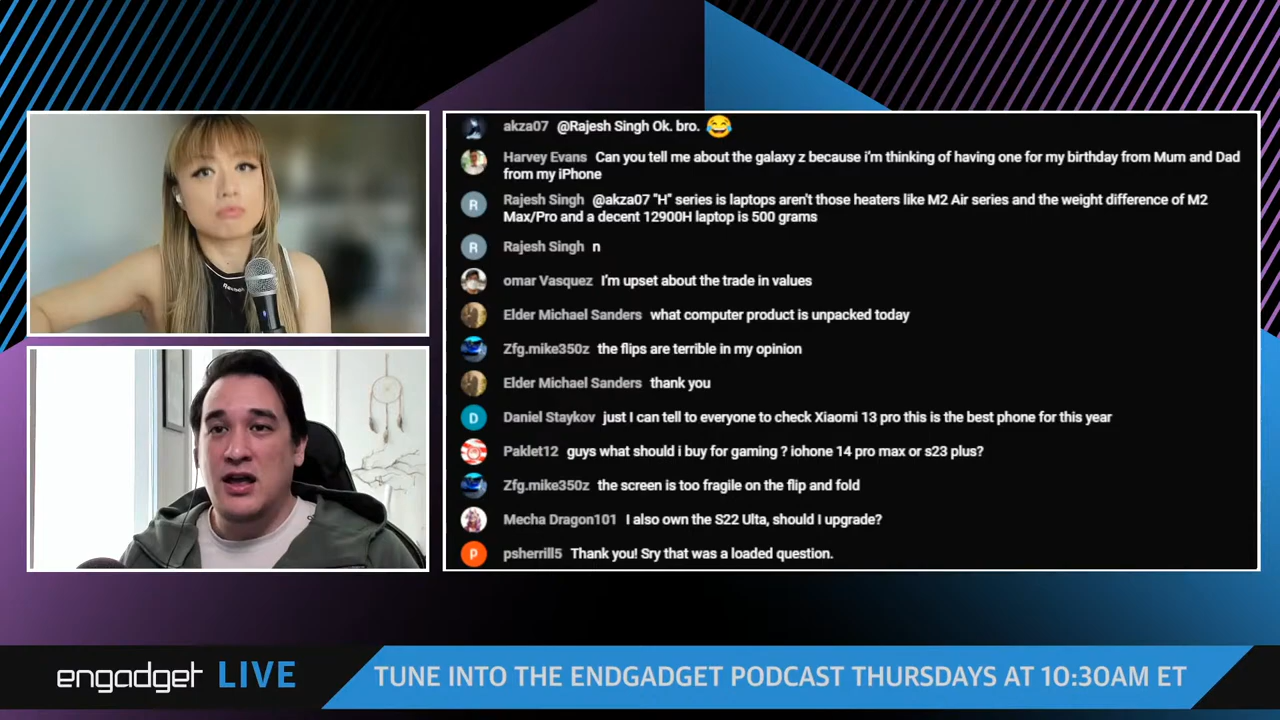 akza07 @Rajesh Singh Ok. bro. 😂
Harvey Evans Can you tell me about the galaxy z because i'm thinking of having one for my birthday from Mum and Dad
from my iPhone
R Rajesh Singh @akza07 "H" series is laptops aren't those heaters like M2 Air series and the weight difference of M2
Max/Pro and a decent 12900H laptop is 500 grams
R Rajesh Singh n
omar Vasquez I'm upset about the trade in values
Elder Michael Sanders what computer product is unpacked today
Zfg.mike350z the flips are terrible in my opinion
Elder Michael Sanders thank you
D Daniel Staykov just I can tell to everyone to check Xiaomi 13 pro this is the best phone for this year
Paklet12 guys what should i buy for gaming ? iohone 14 pro max or s23 plus?
Zfg.mike350z the screen is too fragile on the flip and fold
Mecha Dragon101 I also own the S22 Ulta, should I upgrade?
P psherrill5 Thank you! Sry that was a loaded question.
engadget LIVE
TUNE INTO THE ENDGADGET PODCAST THURSDAYS AT 10:30AM ET